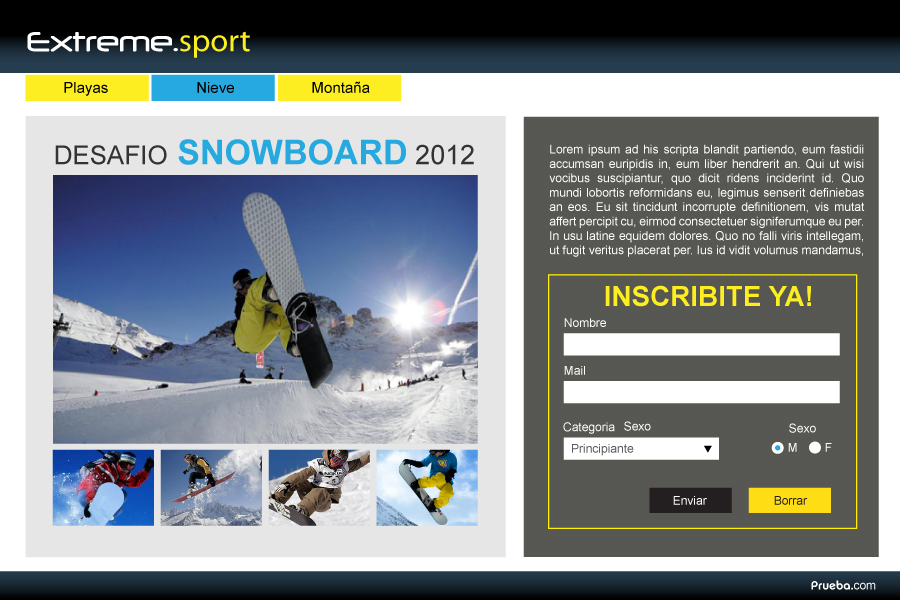 Extreme.sport
Playas
Nieve
Montaña
DESAFIO SNOWBOARD 2012
Lorem ipsum ad his scripta blandit partiendo, eum fastidii
accumsan euripidis in, eum liber hendrerit an. Qui ut wisi
vocibus suscipiantur, quo dicit ridens inciderint id. Quo
mundi lobortis reformidans eu, legimus senserit definiebas
an eos. Eu sit tincidunt incorrupte definitionem, vis mutat
affert percipit cu, eirmod consectetuer signiferumque eu per.
In usu latine equidem dolores. Quo no falli viris intellegam,
ut fugit veritus placerat per. Ius id vidit volumus mandamus,
INSCRIBITE YA!
Nombre
Mail
Categoria Sexo
Sexo
Principiante
M F
Enviar
Borrar
Prueba.com